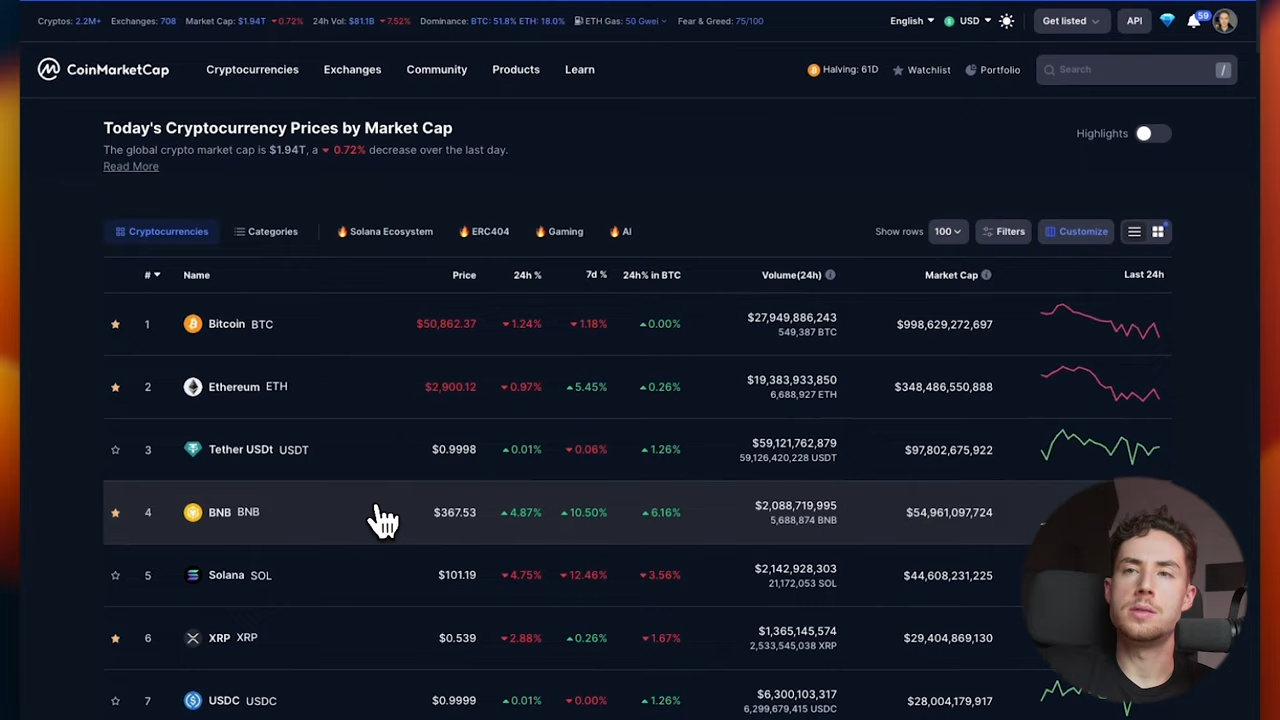 Cryptos: 2.2M+ Exchanges: 708 Market Cap: $1.94T 0.72% 24h Vol: $81.1B 7.52% Dominance: BTC: 51.8% ETH: 18.0% ETH Gas: 50 Gwei Fear & Greed: 75/100 English USD Get listed API 59
CoinMarketCap Cryptocurrencies Exchanges Community Products Learn Halving: 61D Watchlist Portfolio Search /
Today's Cryptocurrency Prices by Market Cap
Highlights
The global crypto market cap is $1.94T, a 0.72% decrease over the last day.
Read More
Cryptocurrencies Categories Solana Ecosystem ERC404 Gaming AI Show rows 100 Filters Customize
# Name Price 24h % 7d % 24h% in BTC Volume(24h) Market Cap Last 24h
1 Bitcoin BTC $50,862.37 1.24% 1.18% 0.00% $27,949,886,243 $998,629,272,697
549,387 BTC
2 Ethereum ETH $2,900.12 0.97% 5.45% 0.26% $19,383,933,850 $348,486,550,888
6,688,927 ETH
3 Tether USDt USDT $0.9998 0.01% 0.06% 1.26% $59,121,762,879 $97,802,675,922
59,126,420,228 USDT
4 BNB BNB $367.53 4.87% 10.50% 6.16% $2,088,719,995 $54,961,097,724
5,688,874 BNB
5 Solana SOL $101.19 4.75% 12.46% 3.56% $2,142,928,303 $44,608,231,225
21,172,053 SOL
6 XRP XRP $0.539 2.88% 0.26% 1.67% $1,365,145,574 $29,404,869,130
2,533,545,038 XRP
7 USDC USDC $0.9999 0.01% 0.00% 1.26% $6,300,103,317 $28,004,179,917
6,299,679,415 USDC